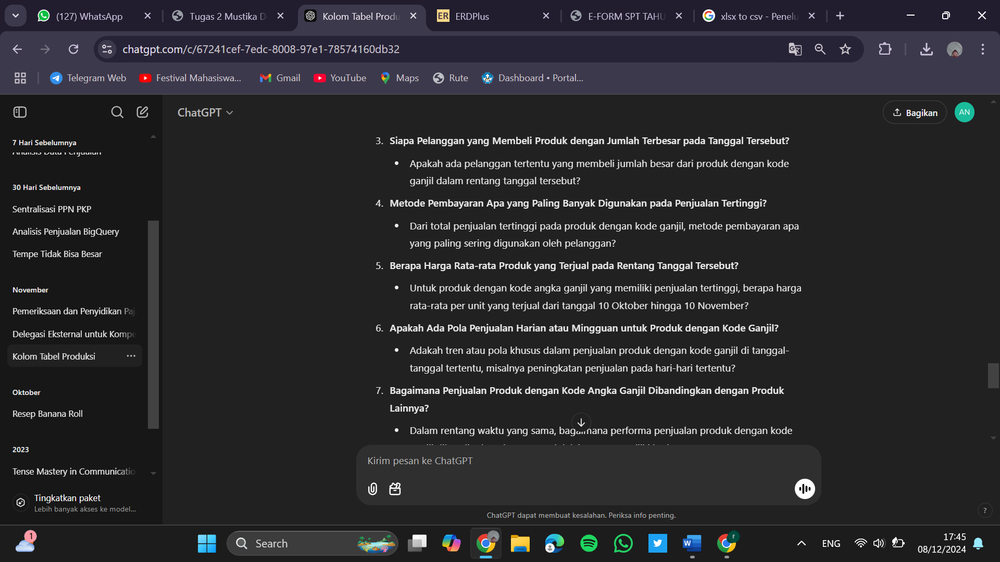 (127) WhatsApp
Tugas 2 Mustika D
Kolom Tabel Produ
ER ERDPlus
E-FORM SPT TAHU
xlsx to csv - Penelu
chatgpt.com/c/67241cef-7edc-8008-97e1-78574160db32
Telegram Web
Festival Mahasiswa...
Gmail
YouTube
Maps
Rute
Dashboard • Portal...
ChatGPT
Bagikan
AN
7 Hari Sebelumnya
Analisis Data Penjualan
30 Hari Sebelumnya
Sentralisasi PPN PKP
Analisis Penjualan BigQuery
Tempe Tidak Bisa Besar
November
Pemeriksaan dan Penyidikan Paj
Delegasi Eksternal untuk Kompe
Kolom Tabel Produksi
Oktober
Resep Banana Roll
2023
Tense Mastery in Communicatio
Tingkatkan paket
Lebih banyak akses ke model...
3. Siapa Pelanggan yang Membeli Produk dengan Jumlah Terbesar pada Tanggal Tersebut?
• Apakah ada pelanggan tertentu yang membeli jumlah besar dari produk dengan kode
ganjil dalam rentang tanggal tersebut?
4. Metode Pembayaran Apa yang Paling Banyak Digunakan pada Penjualan Tertinggi?
• Dari total penjualan tertinggi pada produk dengan kode ganjil, metode pembayaran apa
yang paling sering digunakan oleh pelanggan?
5. Berapa Harga Rata-rata Produk yang Terjual pada Rentang Tanggal Tersebut?
• Untuk produk dengan kode angka ganjil yang memiliki penjualan tertinggi, berapa harga
rata-rata per unit yang terjual dari tanggal 10 Oktober hingga 10 November?
6. Apakah Ada Pola Penjualan Harian atau Mingguan untuk Produk dengan Kode Ganjil?
• Adakah tren atau pola khusus dalam penjualan produk dengan kode ganjil di tanggal-
tanggal tertentu, misalnya peningkatan penjualan pada hari-hari tertentu?
7. Bagaimana Penjualan Produk dengan Kode Angka Ganjil Dibandingkan dengan Produk
Lainnya?
• Dalam rentang waktu yang sama, bagaimana performa penjualan produk dengan kode
Kirim pesan ke ChatGPT
ChatGPT dapat membuat kesalahan. Periksa info penting.
?
1
Search
W
r
ENG
17:45
08/12/2024